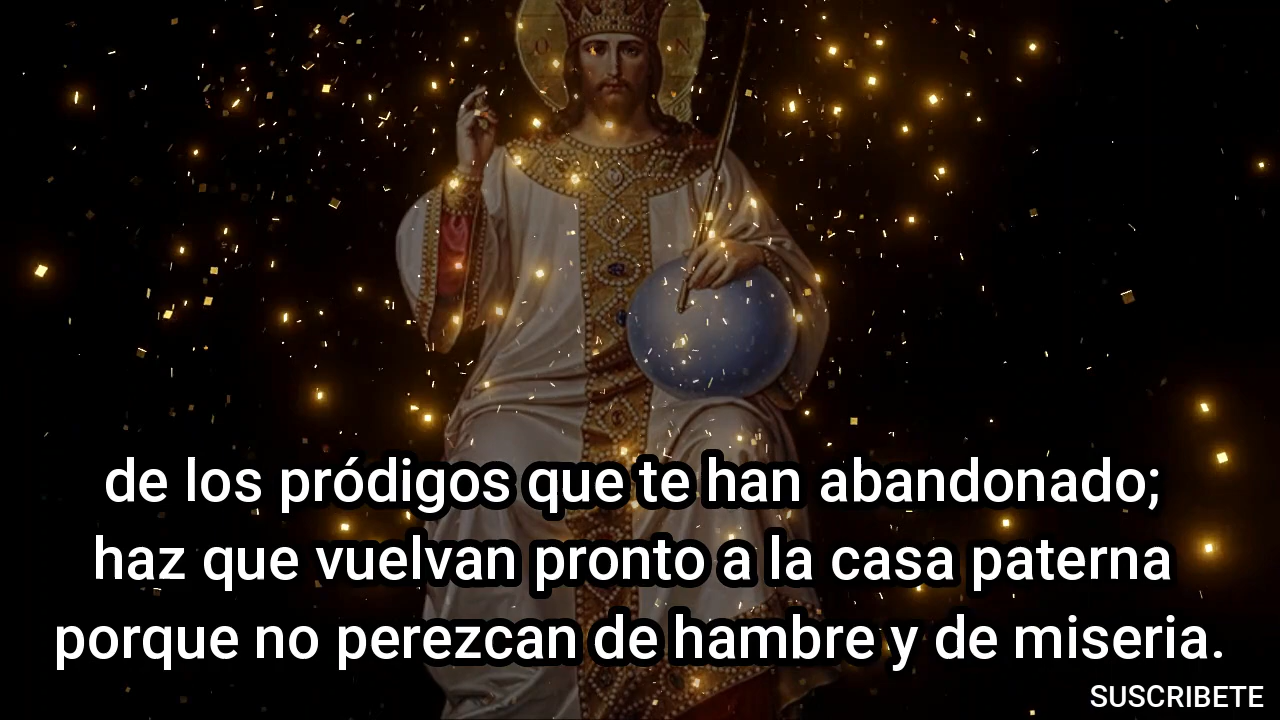 O N
de los pródigos que te han abandonado;
haz que vuelvan pronto a la casa paterna
porque no perezcan de hambre y de miseria.
SUSCRIBETE